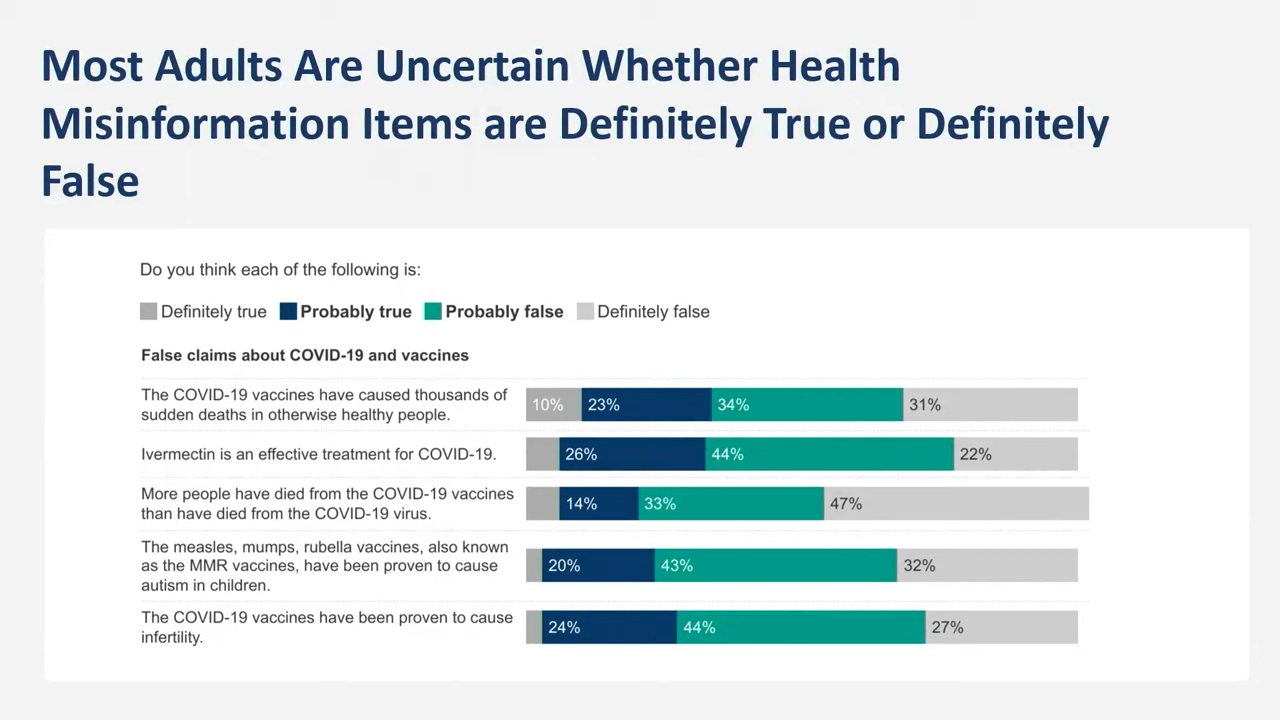 Most Adults Are Uncertain Whether Health
Misinformation Items are Definitely True or Definitely
False
Do you think each of the following is:
Definitely true Probably true Probably false Definitely false
False claims about COVID-19 and vaccines
The COVID-19 vaccines have caused thousands of
sudden deaths in otherwise healthy people.
10% 23% 34% 31%
Ivermectin is an effective treatment for COVID-19.
26% 44% 22%
More people have died from the COVID-19 vaccines
than have died from the COVID-19 virus.
14% 33% 47%
The measles, mumps, rubella vaccines, also known
as the MMR vaccines, have been proven to cause
autism in children.
20% 43% 32%
The COVID-19 vaccines have been proven to cause
infertility.
24% 44% 27%